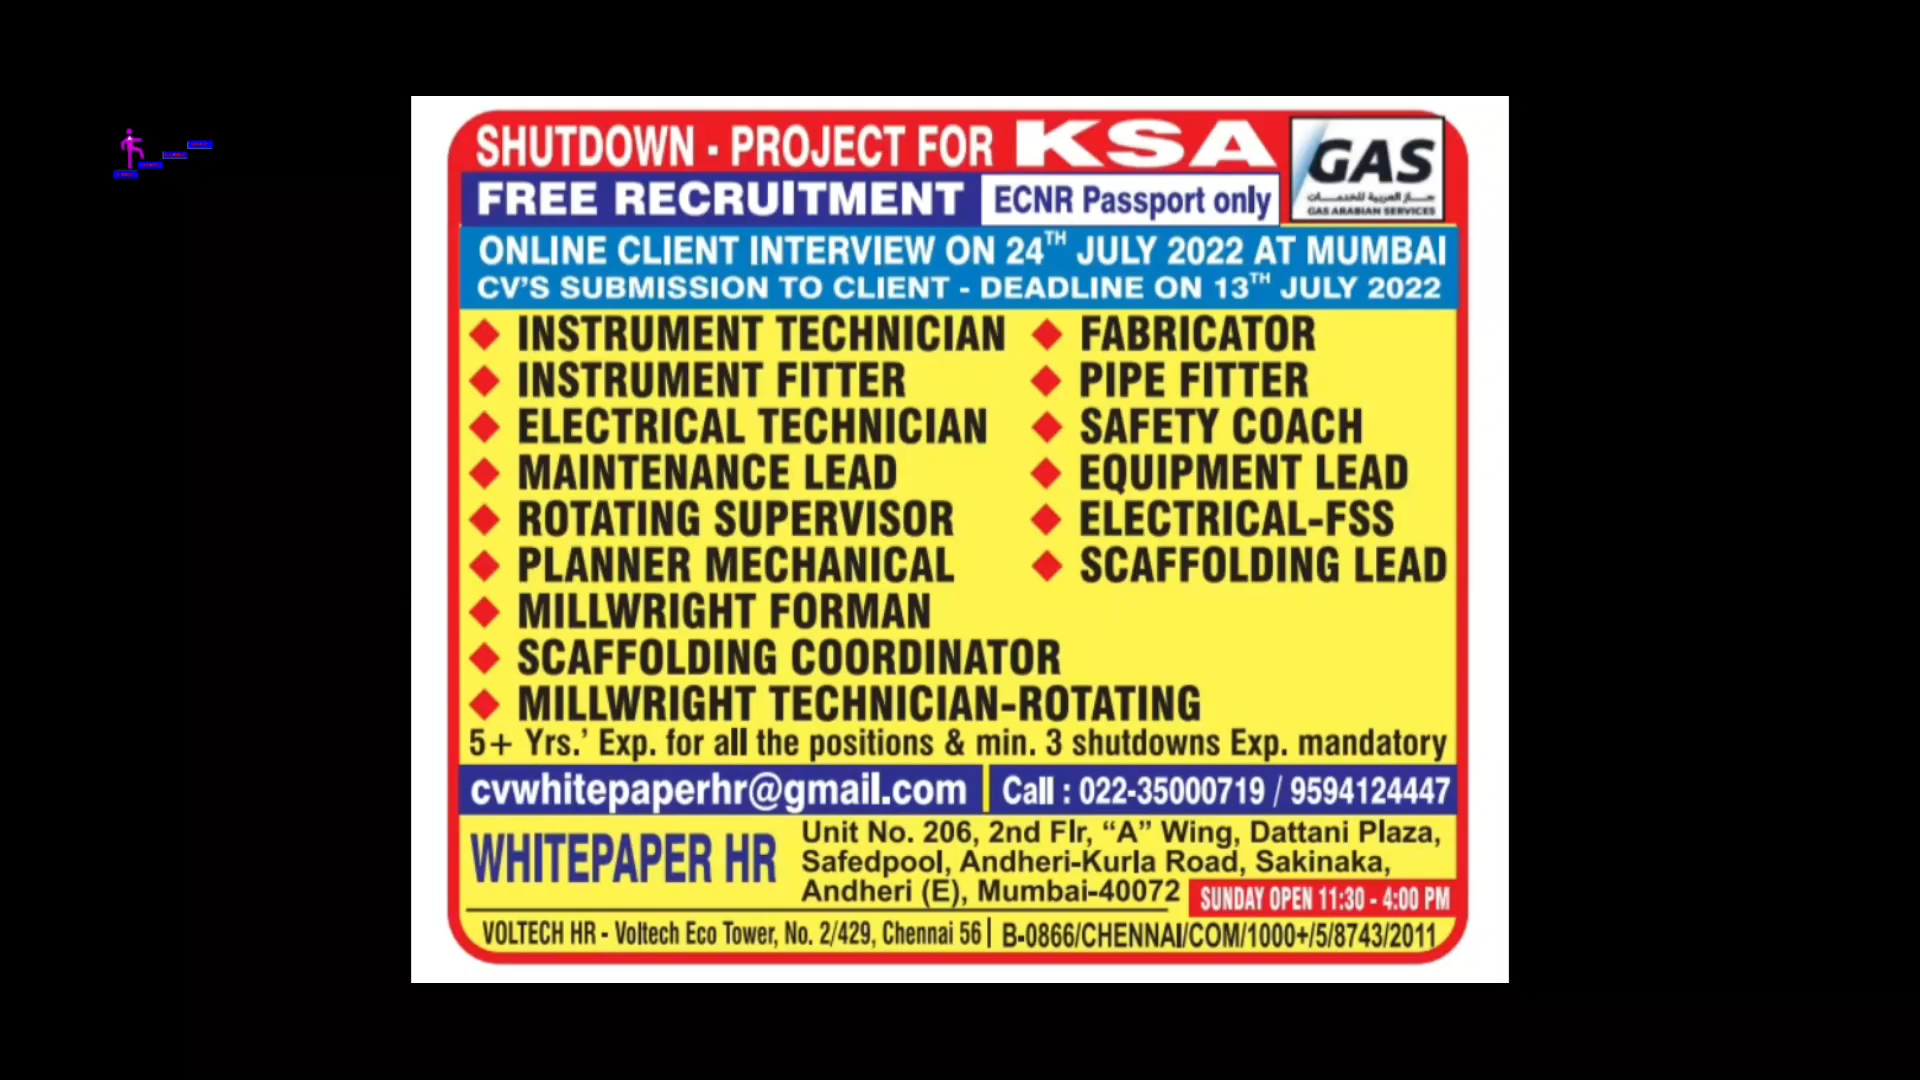 SHUTDOWN - PROJECT FOR KSA
GAS
GAS ARABIAN SERVICES
FREE RECRUITMENT
ECNR Passport only
ONLINE CLIENT INTERVIEW ON 24TH JULY 2022 AT MUMBAI
CV'S SUBMISSION TO CLIENT - DEADLINE ON 13TH JULY 2022
◆ INSTRUMENT TECHNICIAN
◆ INSTRUMENT FITTER
◆ ELECTRICAL TECHNICIAN
◆ MAINTENANCE LEAD
◆ ROTATING SUPERVISOR
◆ PLANNER MECHANICAL
◆ MILLWRIGHT FORMAN
◆ SCAFFOLDING COORDINATOR
◆ MILLWRIGHT TECHNICIAN-ROTATING
◆ FABRICATOR
◆ PIPE FITTER
◆ SAFETY COACH
◆ EQUIPMENT LEAD
◆ ELECTRICAL-FSS
◆ SCAFFOLDING LEAD
5+ Yrs.' Exp. for all the positions & min. 3 shutdowns Exp. mandatory
cvwhitepaperhr@gmail.com
Call : 022-35000719 / 9594124447
WHITEPAPER HR
Unit No. 206, 2nd Flr, “A” Wing, Dattani Plaza,
Safedpool, Andheri-Kurla Road, Sakinaka,
Andheri (E), Mumbai-40072
SUNDAY OPEN 11:30 - 4:00 PM
VOLTECH HR - Voltech Eco Tower, No. 2/429, Chennai 56 | B-0866/CHENNAI/COM/1000+/5/8743/2011